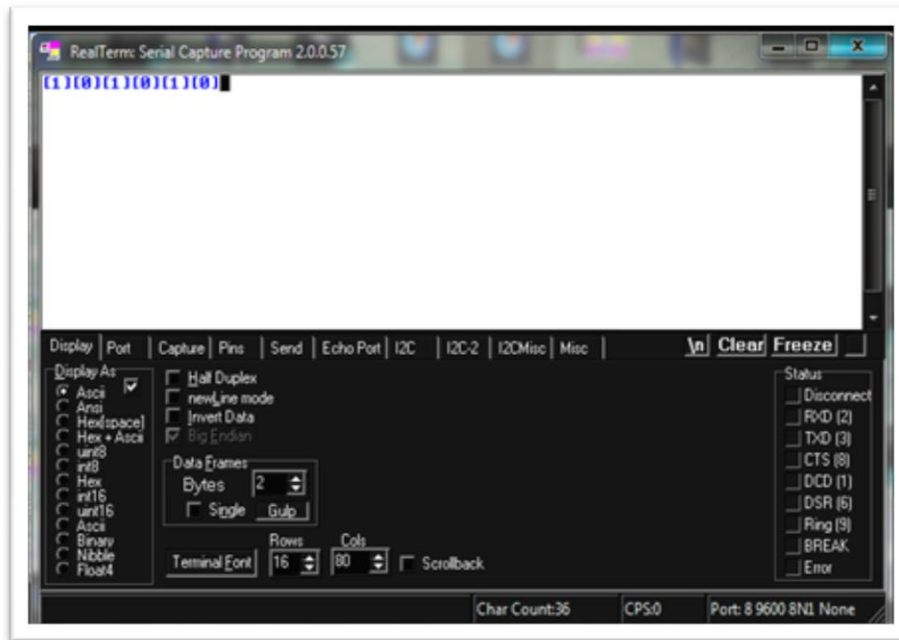 RealTerm: Serial Capture Program 2.0.0.57
[1][0][1][0][1][0]
Display Port Capture Pins Send Echo Port I2C I2C-2 I2CMisc Misc \n Clear Freeze
Display As
Ascii
Ansi
Hex[space]
Hex + Ascii
uint8
int8
Hex
int16
uint16
Ascii
Binary
Nibble
Float4
Half Duplex
newLine mode
Invert Data
Big Endian
Data Frames
Bytes 2
Single Gulp
Rows Cols
Terminal Font 16 80 Scrollback
Status
Disconnect
RXD (2)
TXD (3)
CTS (8)
DCD (1)
DSR (6)
Ring (9)
BREAK
Error
Char Count:36 CPS:0 Port: 8 9600 8N1 None